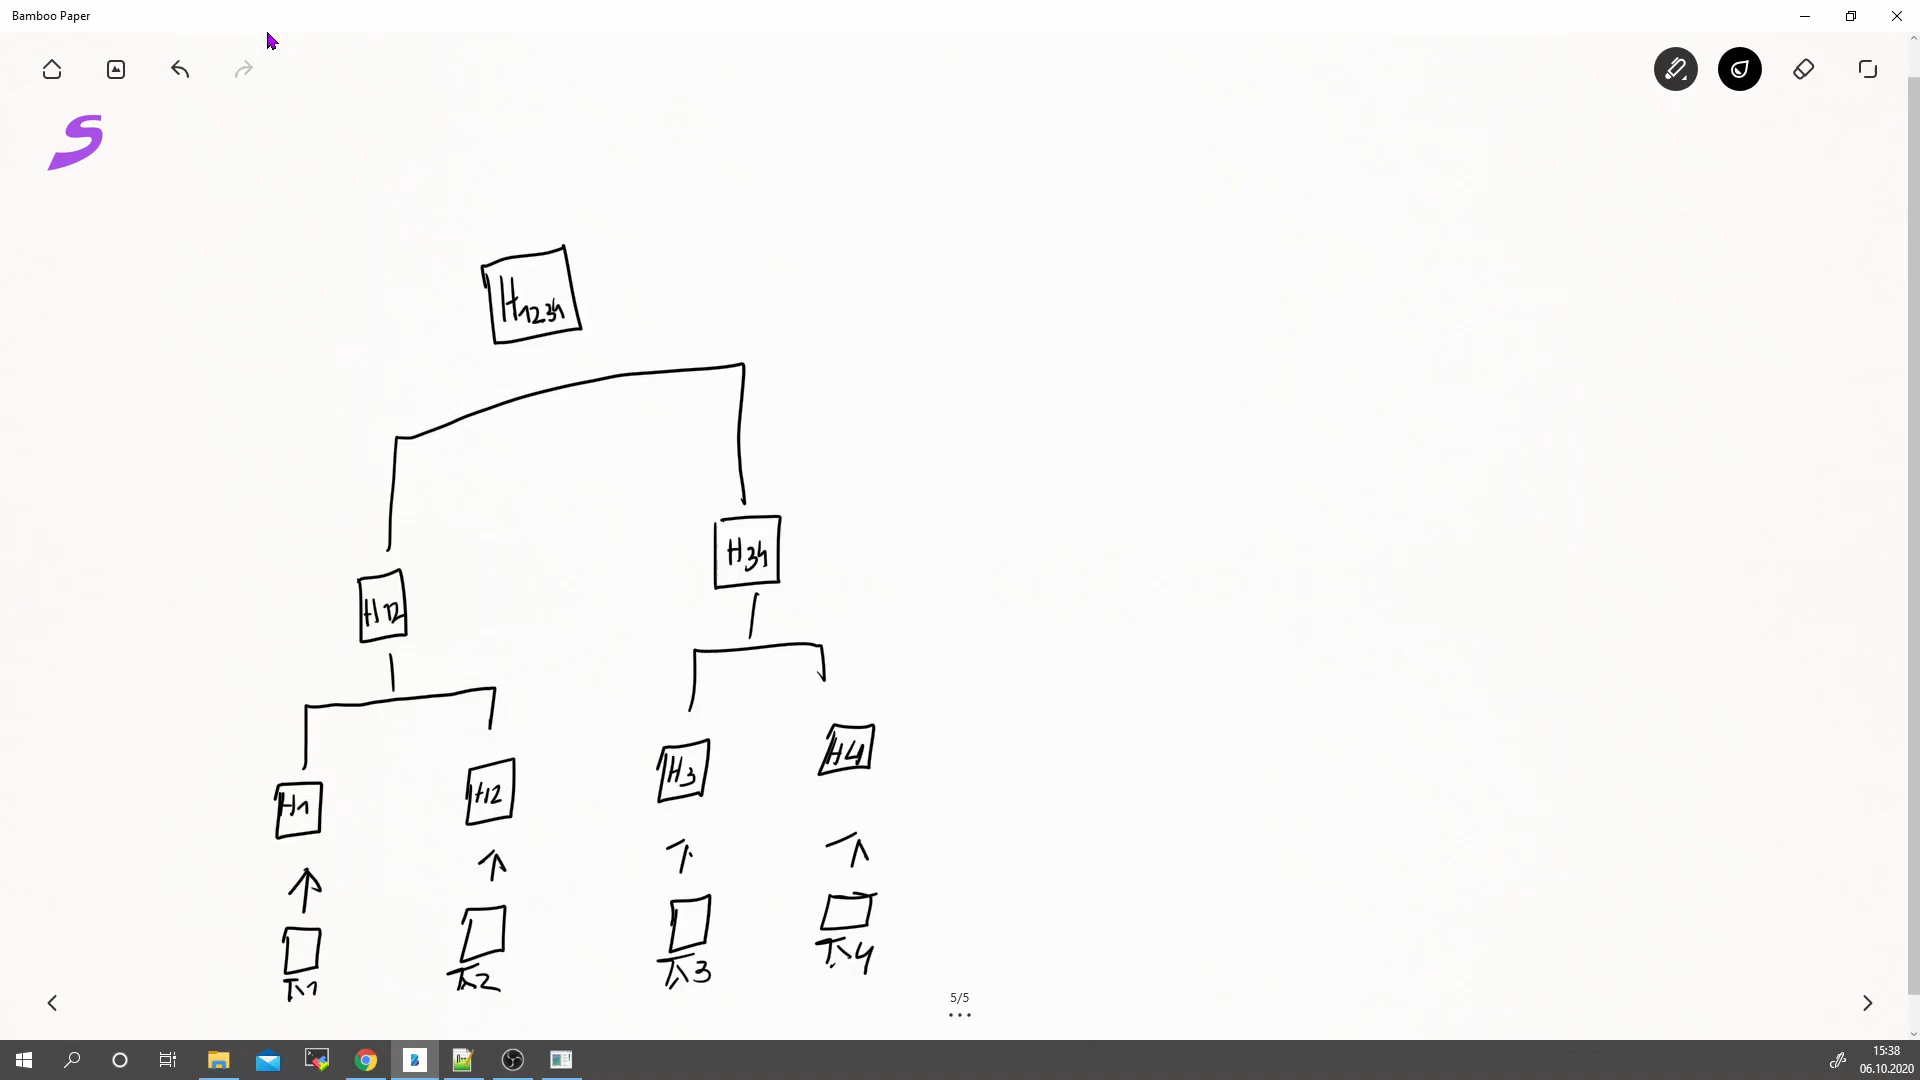 Bamboo Paper
S
H1234
H34
H12
H1
H12
H3
H4
Tx1
Tx2
Tx3
Tx4
5/5
15:38
06.10.2020